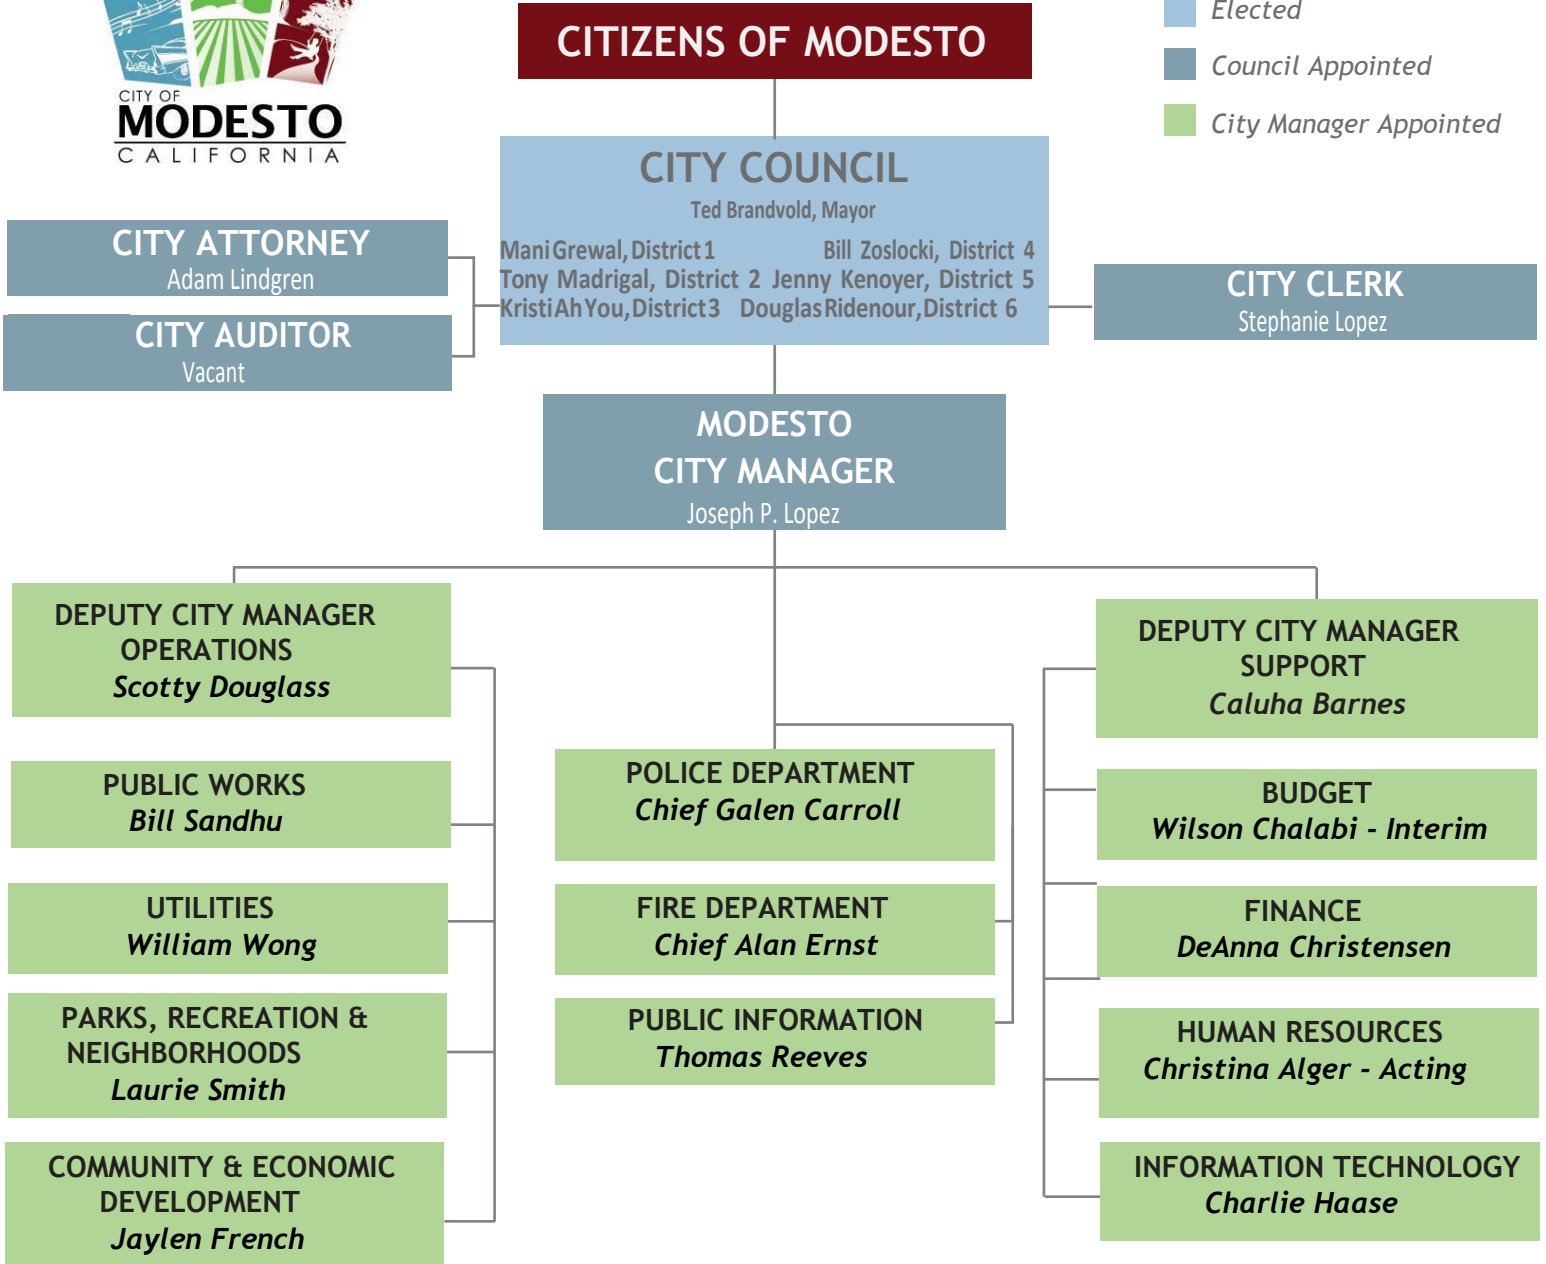 CITY OF
MODESTO
CALIFORNIA
CITIZENS OF MODESTO
Elected
Council Appointed
City Manager Appointed
CITY COUNCIL
Ted Brandvold, Mayor
Mani Grewal, District 1 Bill Zoslocki, District 4
Tony Madrigal, District 2 Jenny Kenoyer, District 5
Kristi Ah You, District 3 Douglas Ridenour, District 6
CITY ATTORNEY
Adam Lindgren
CITY AUDITOR
Vacant
CITY CLERK
Stephanie Lopez
MODESTO
CITY MANAGER
Joseph P. Lopez
DEPUTY CITY MANAGER
OPERATIONS
Scotty Douglass
PUBLIC WORKS
Bill Sandhu
UTILITIES
William Wong
PARKS, RECREATION &
NEIGHBORHOODS
Laurie Smith
COMMUNITY & ECONOMIC
DEVELOPMENT
Jaylen French
POLICE DEPARTMENT
Chief Galen Carroll
FIRE DEPARTMENT
Chief Alan Ernst
PUBLIC INFORMATION
Thomas Reeves
DEPUTY CITY MANAGER
SUPPORT
Caluha Barnes
BUDGET
Wilson Chalabi - Interim
FINANCE
DeAnna Christensen
HUMAN RESOURCES
Christina Alger - Acting
INFORMATION TECHNOLOGY
Charlie Haase